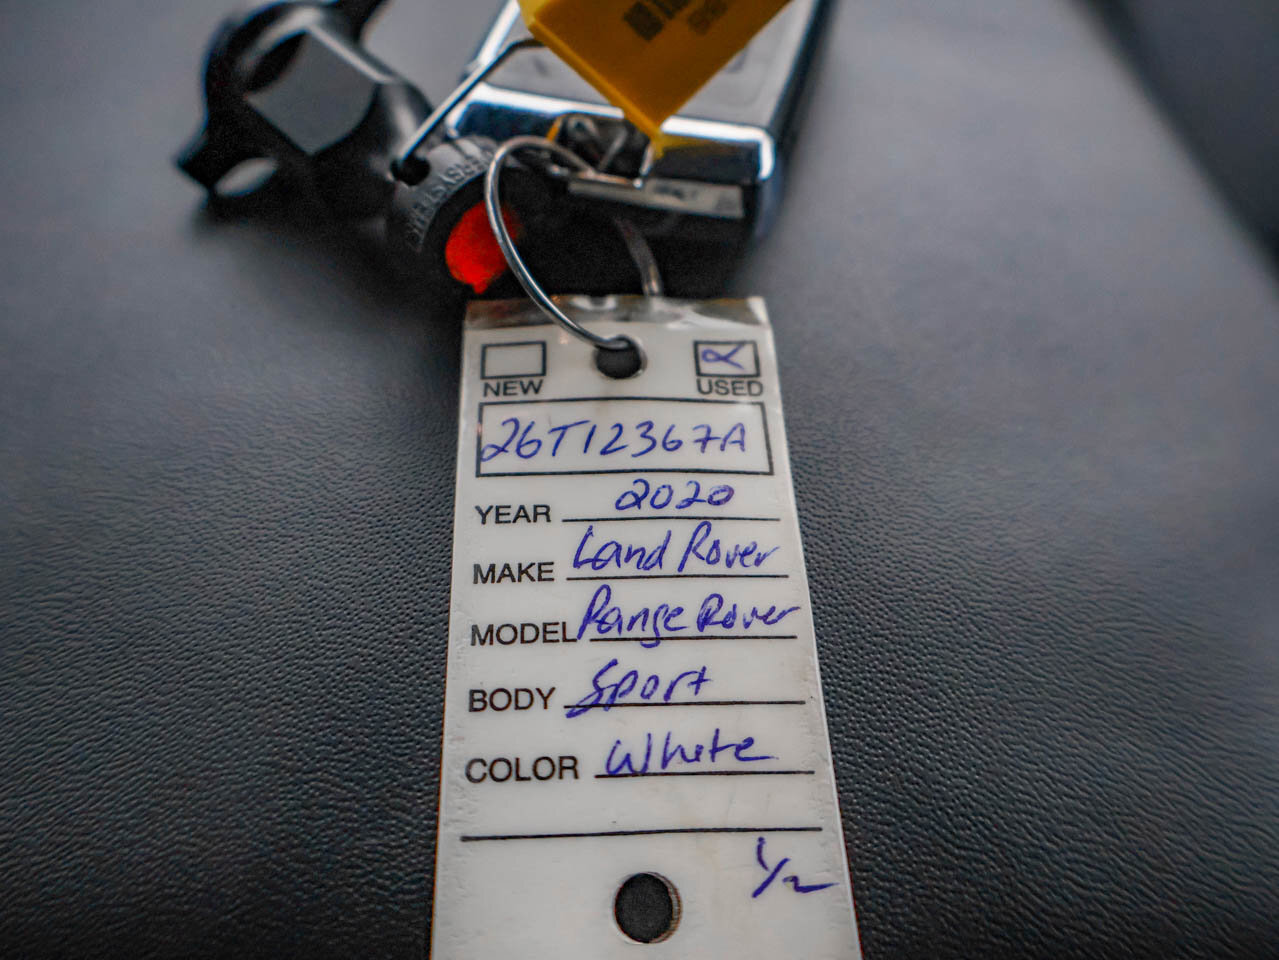 NEW USED
26T12367A
YEAR 2020
MAKE Land Rover
MODEL Range Rover
BODY Sport
COLOR White
1/2